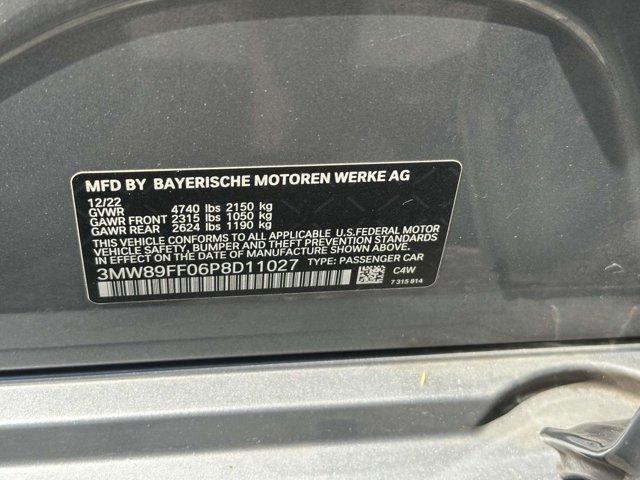 MFD BY BAYERISCHE MOTOREN WERKE AG
12/22
GVWR 4740 lbs 2150 kg
GAWR FRONT 2315 lbs 1050 kg
GAWR REAR 2624 lbs 1190 kg
THIS VEHICLE CONFORMS TO ALL APPLICABLE U.S.FEDERAL MOTOR
VEHICLE SAFETY, BUMPER AND THEFT PREVENTION STANDARDS
IN EFFECT ON THE DATE OF MANUFACTURE SHOWN ABOVE.
3MW89FF06P8D11027 TYPE: PASSENGER CAR
C4W
7 315 814